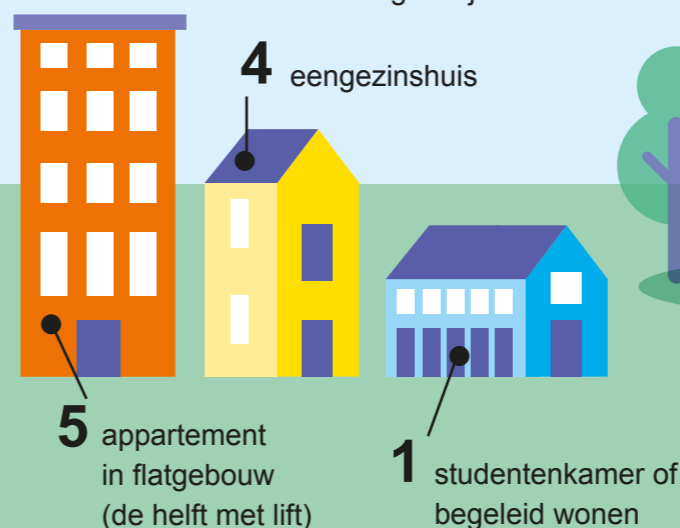 4 eengezinshuis
5 appartement
in flatgebouw
(de helft met lift)
1 studentenkamer of
begeleid wonen